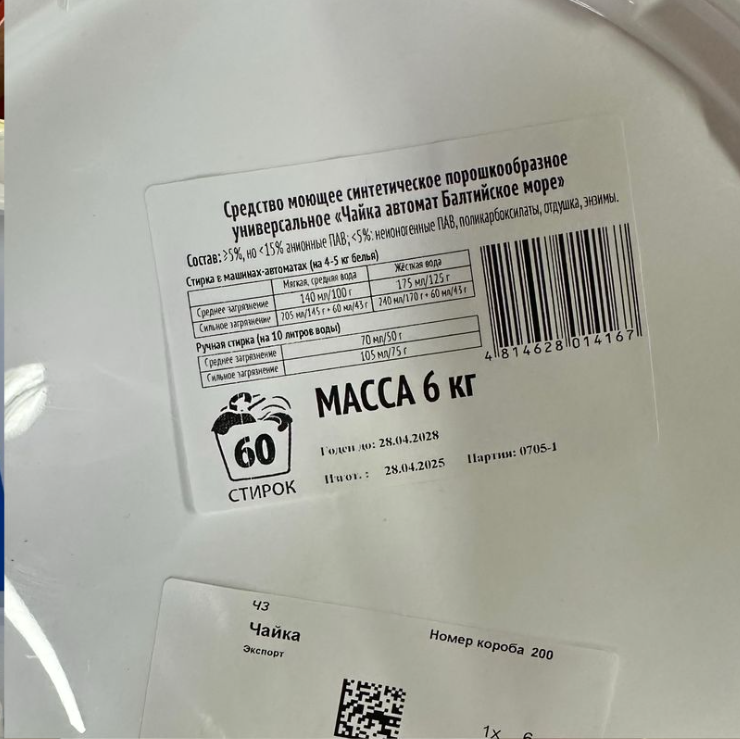 Средство моющее синтетическое порошкообразное
универсальное «Чайка автомат Балтийское море»
Состав: ≥5%, но <15% анионные ПАВ; <5%: неионогенные ПАВ, поликарбоксилаты, отдушка, энзимы.
Стирка в машинах-автоматах (на 4-5 кг белья)
Мягкая, средняя вода Жёсткая вода
Среднее загрязнение 140 мл/100 г 175 мл/125 г
Сильное загрязнение 205 мл/145 г + 60 мл/43 г 240 мл/170 г + 60 мл/43 г
Ручная стирка (на 10 литров воды)
Среднее загрязнение 70 мл/50 г
Сильное загрязнение 105 мл/75 г
4 814628 014167
МАССА 6 кг
60
СТИРОК
Годен до: 28.04.2028
Изгот.: 28.04.2025 Партия: 0705-1
ЧЗ
Чайка
Экспорт
Номер короба 200
1x 6